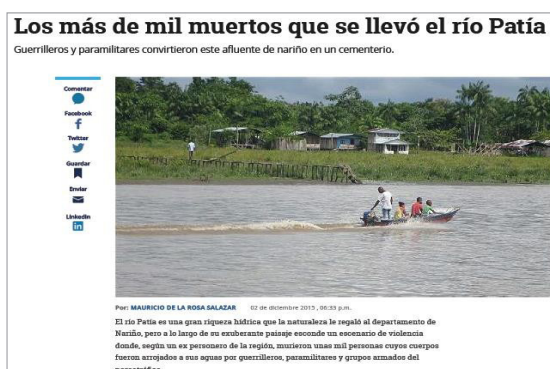 Los más de mil muertos que se llevó el río Patía
Guerrilleros y paramilitares convirtieron este afluente de nariño en un cementerio.
Comentar
Facebook
Twitter
Guardar
Enviar
LinkedIn
Por: MAURICIO DE LA ROSA SALAZAR 02 de diciembre 2015, 06:33 p.m.
El río Patía es una gran riqueza hídrica que la naturaleza le regaló al departamento de
Nariño, pero a lo largo de su exuberante paisaje esconde un escenario de violencia
donde, según un ex personero de la región, murieron unas mil personas cuyos cuerpos
fueron arrojados a sus aguas por guerrilleros, paramilitares y grupos armados del